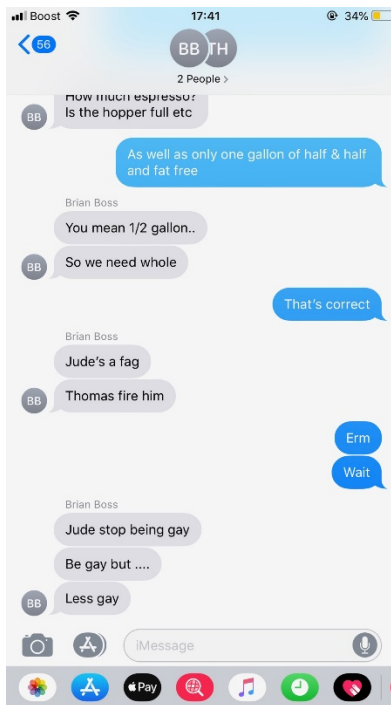 Boost
17:41
34%
56
BB TH
2 People >
How much espresso?
Is the hopper full etc
BB
As well as only one gallon of half & half
and fat free
Brian Boss
You mean 1/2 gallon..
So we need whole
BB
That's correct
Brian Boss
Jude's a fag
Thomas fire him
BB
Erm
Wait
Brian Boss
Jude stop being gay
Be gay but ....
Less gay
BB
iMessage
Pay